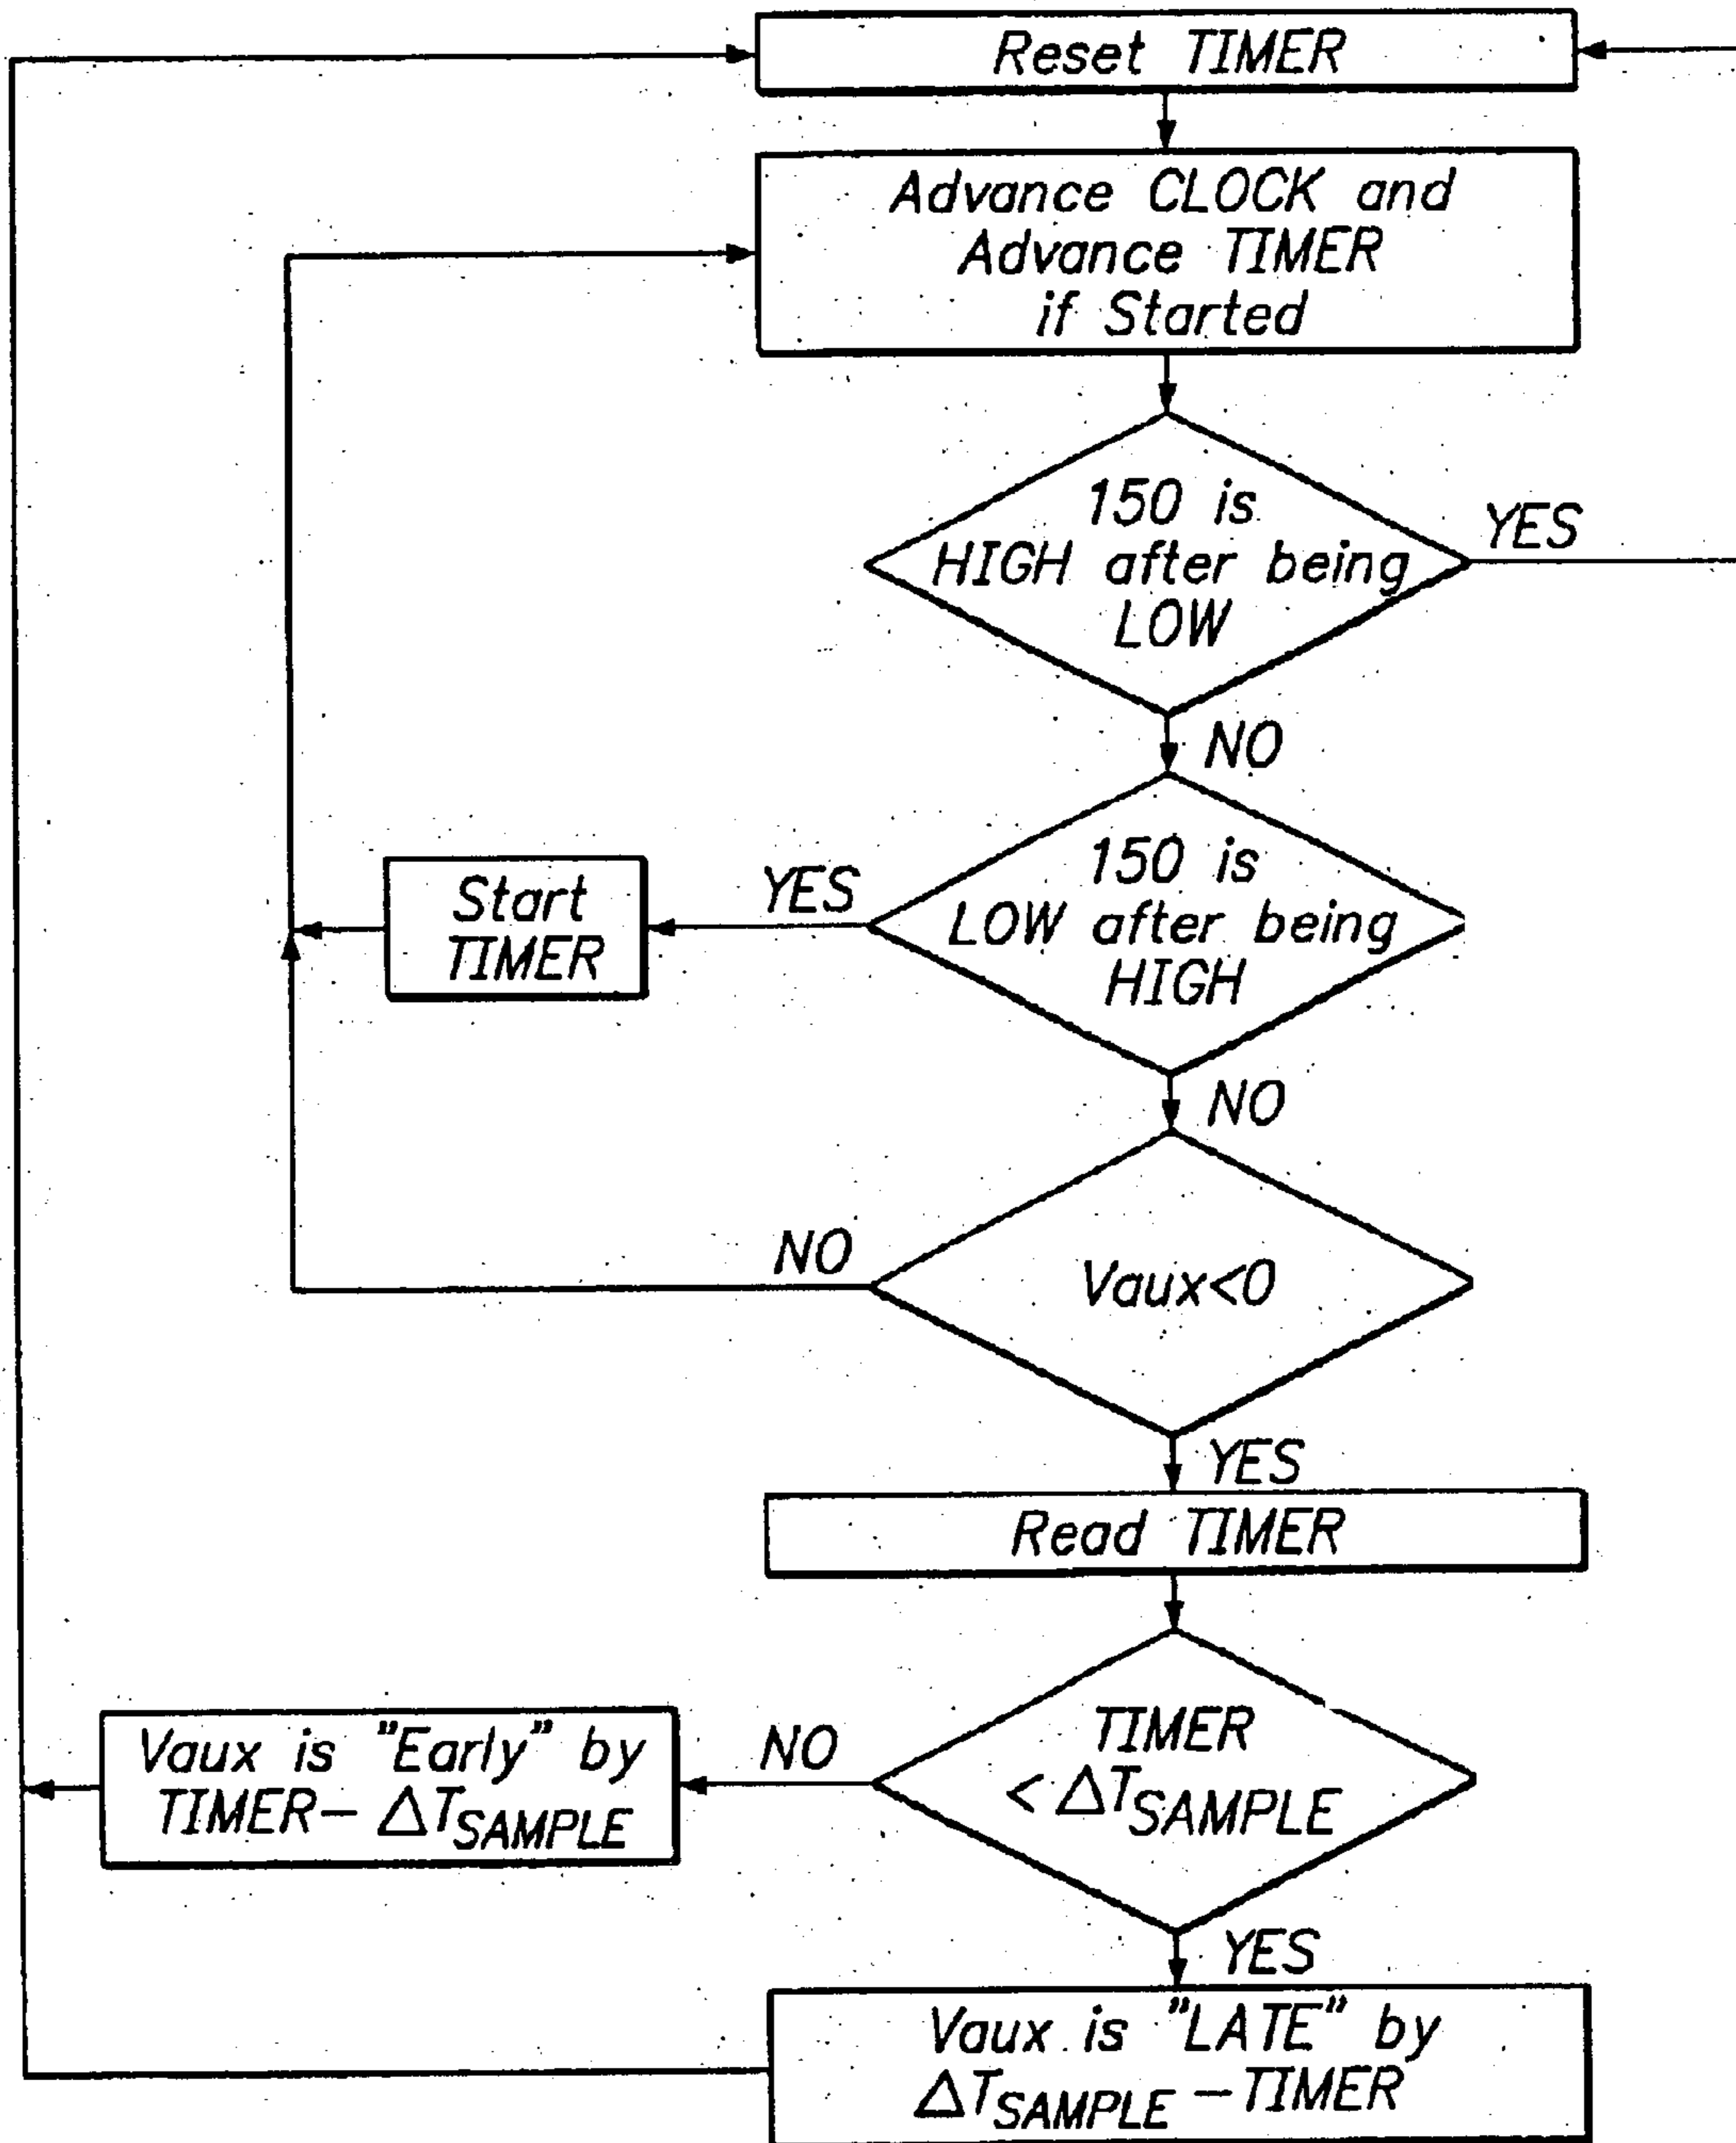 Reset TIMER
Advance CLOCK and
Advance TIMER
if Started
150 is
HIGH after being
LOW
YES
NO
150 is
LOW after being
HIGH
YES
Start
TIMER
NO
Vaux<0
NO
YES
Read TIMER
TIMER
< ΔTSAMPLE
NO
Vaux is "Early" by
TIMER− ΔTSAMPLE
YES
Vaux is "LATE" by
ΔTSAMPLE −TIMER